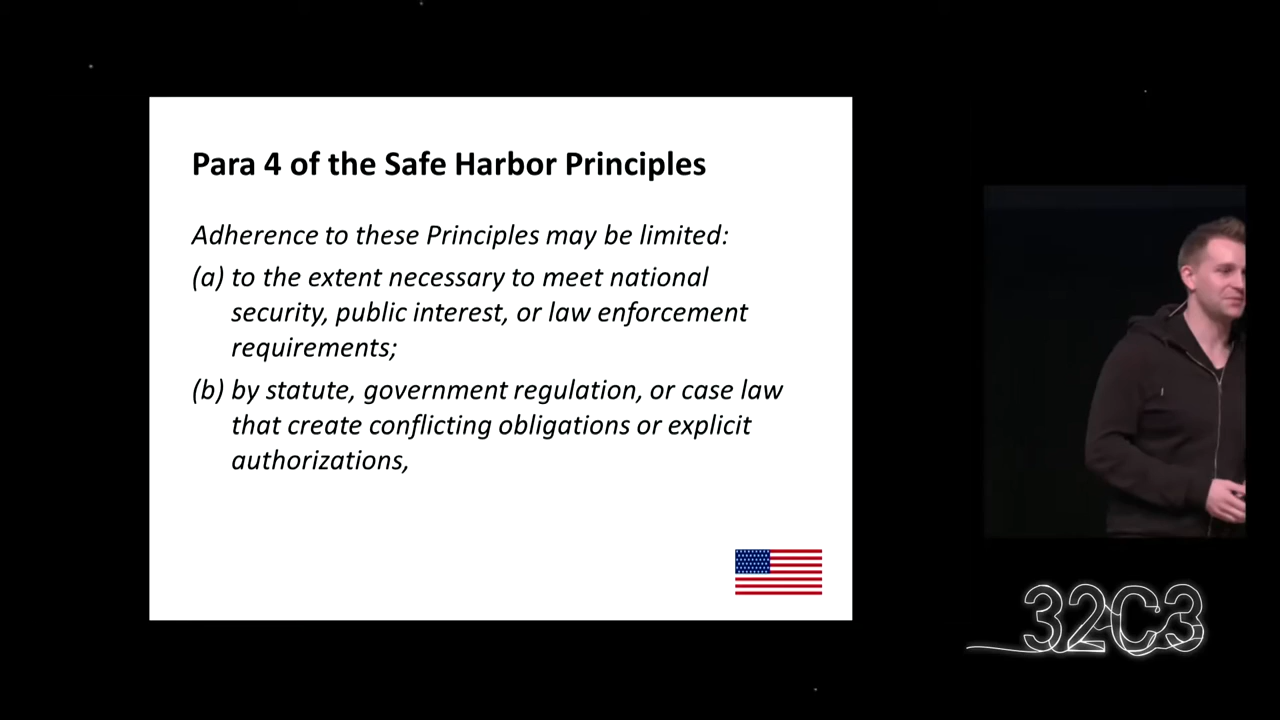 Para 4 of the Safe Harbor Principles
Adherence to these Principles may be limited:
(a) to the extent necessary to meet national
security, public interest, or law enforcement
requirements;
(b) by statute, government regulation, or case law
that create conflicting obligations or explicit
authorizations,
32C3